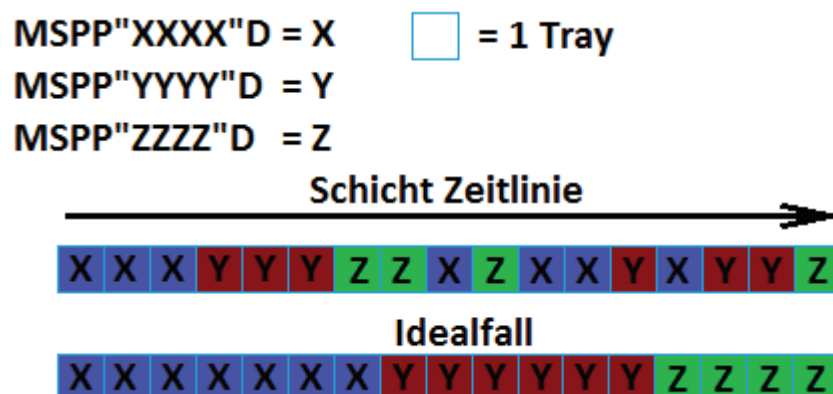 MSPP"XXXX"D = X = 1 Tray
MSPP"YYYY"D = Y
MSPP"ZZZZ"D = Z
Schicht Zeitlinie
X X X Y Y Y Z Z X Z X X Y X Y Y Z
Idealfall
X X X X X X X Y Y Y Y Y Y Z Z Z Z